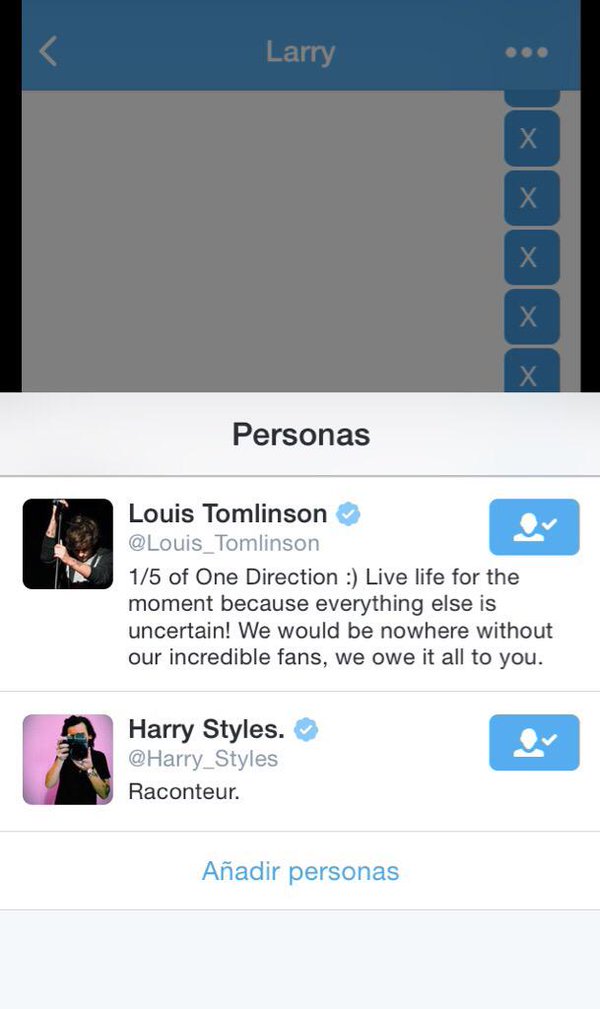 Larry
X
X
X
X
X
Personas
Louis Tomlinson
@Louis_Tomlinson
1/5 of One Direction :) Live life for the
moment because everything else is
uncertain! We would be nowhere without
our incredible fans, we owe it all to you.
Harry Styles.
@Harry_Styles
Raconteur.
Añadir personas